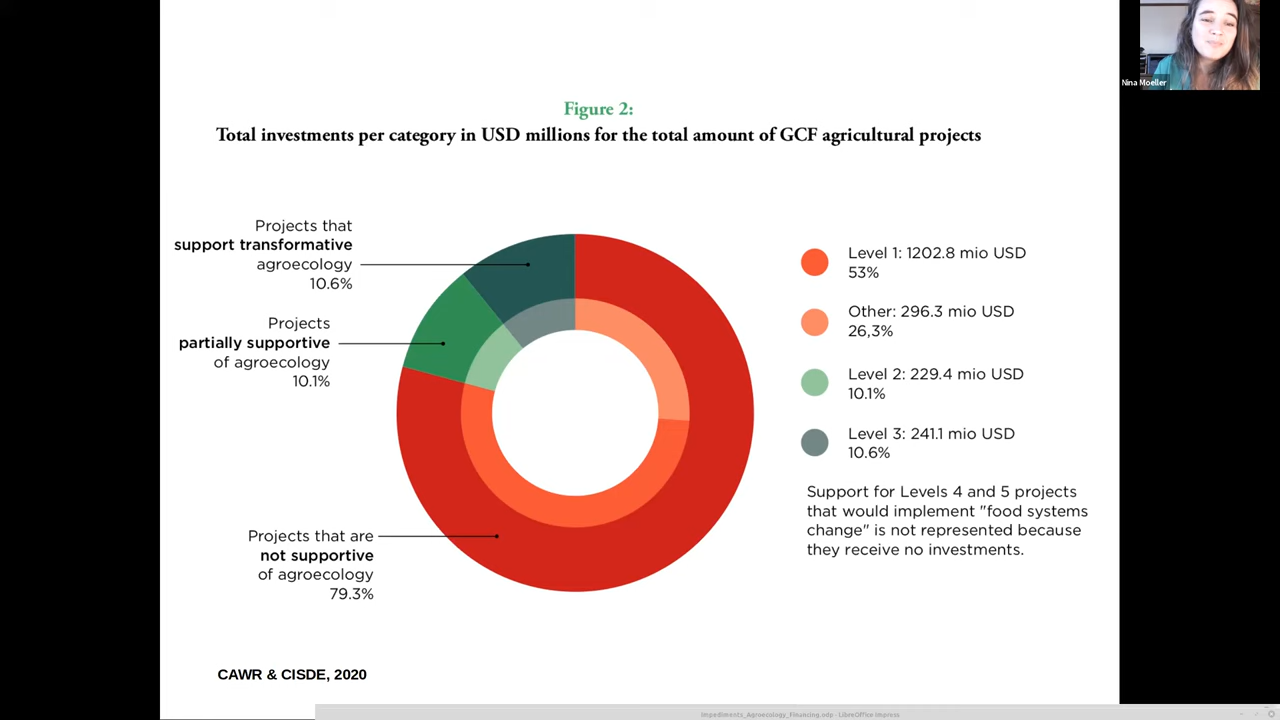 Nina Moeller
Figure 2:
Total investments per category in USD millions for the total amount of GCF agricultural projects
Projects that
support transformative
agroecology
10.6%
Projects
partially supportive
of agroecology
10.1%
Projects that are
not supportive
of agroecology
79.3%
Level 1: 1202.8 mio USD
53%
Other: 296.3 mio USD
26,3%
Level 2: 229.4 mio USD
10.1%
Level 3: 241.1 mio USD
10.6%
Support for Levels 4 and 5 projects
that would implement "food systems
change" is not represented because
they receive no investments.
CAWR & CISDE, 2020
Impediments_Agroecology_Financing.odp - LibreOffice Impress